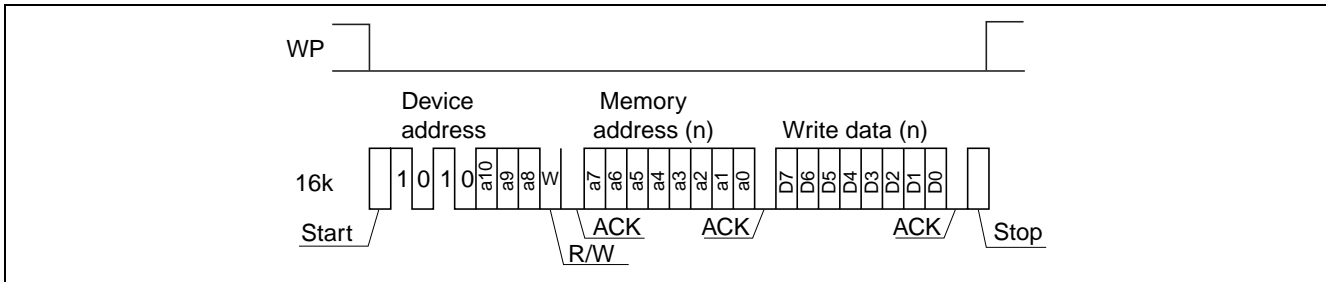 WP
Device
address
Memory
address (n)
Write data (n)
16k
1 0 1 0 a10 a9 a8 W a7 a6 a5 a4 a3 a2 a1 a0 D7 D6 D5 D4 D3 D2 D1 D0
Start
ACK
ACK
ACK
Stop
R/W